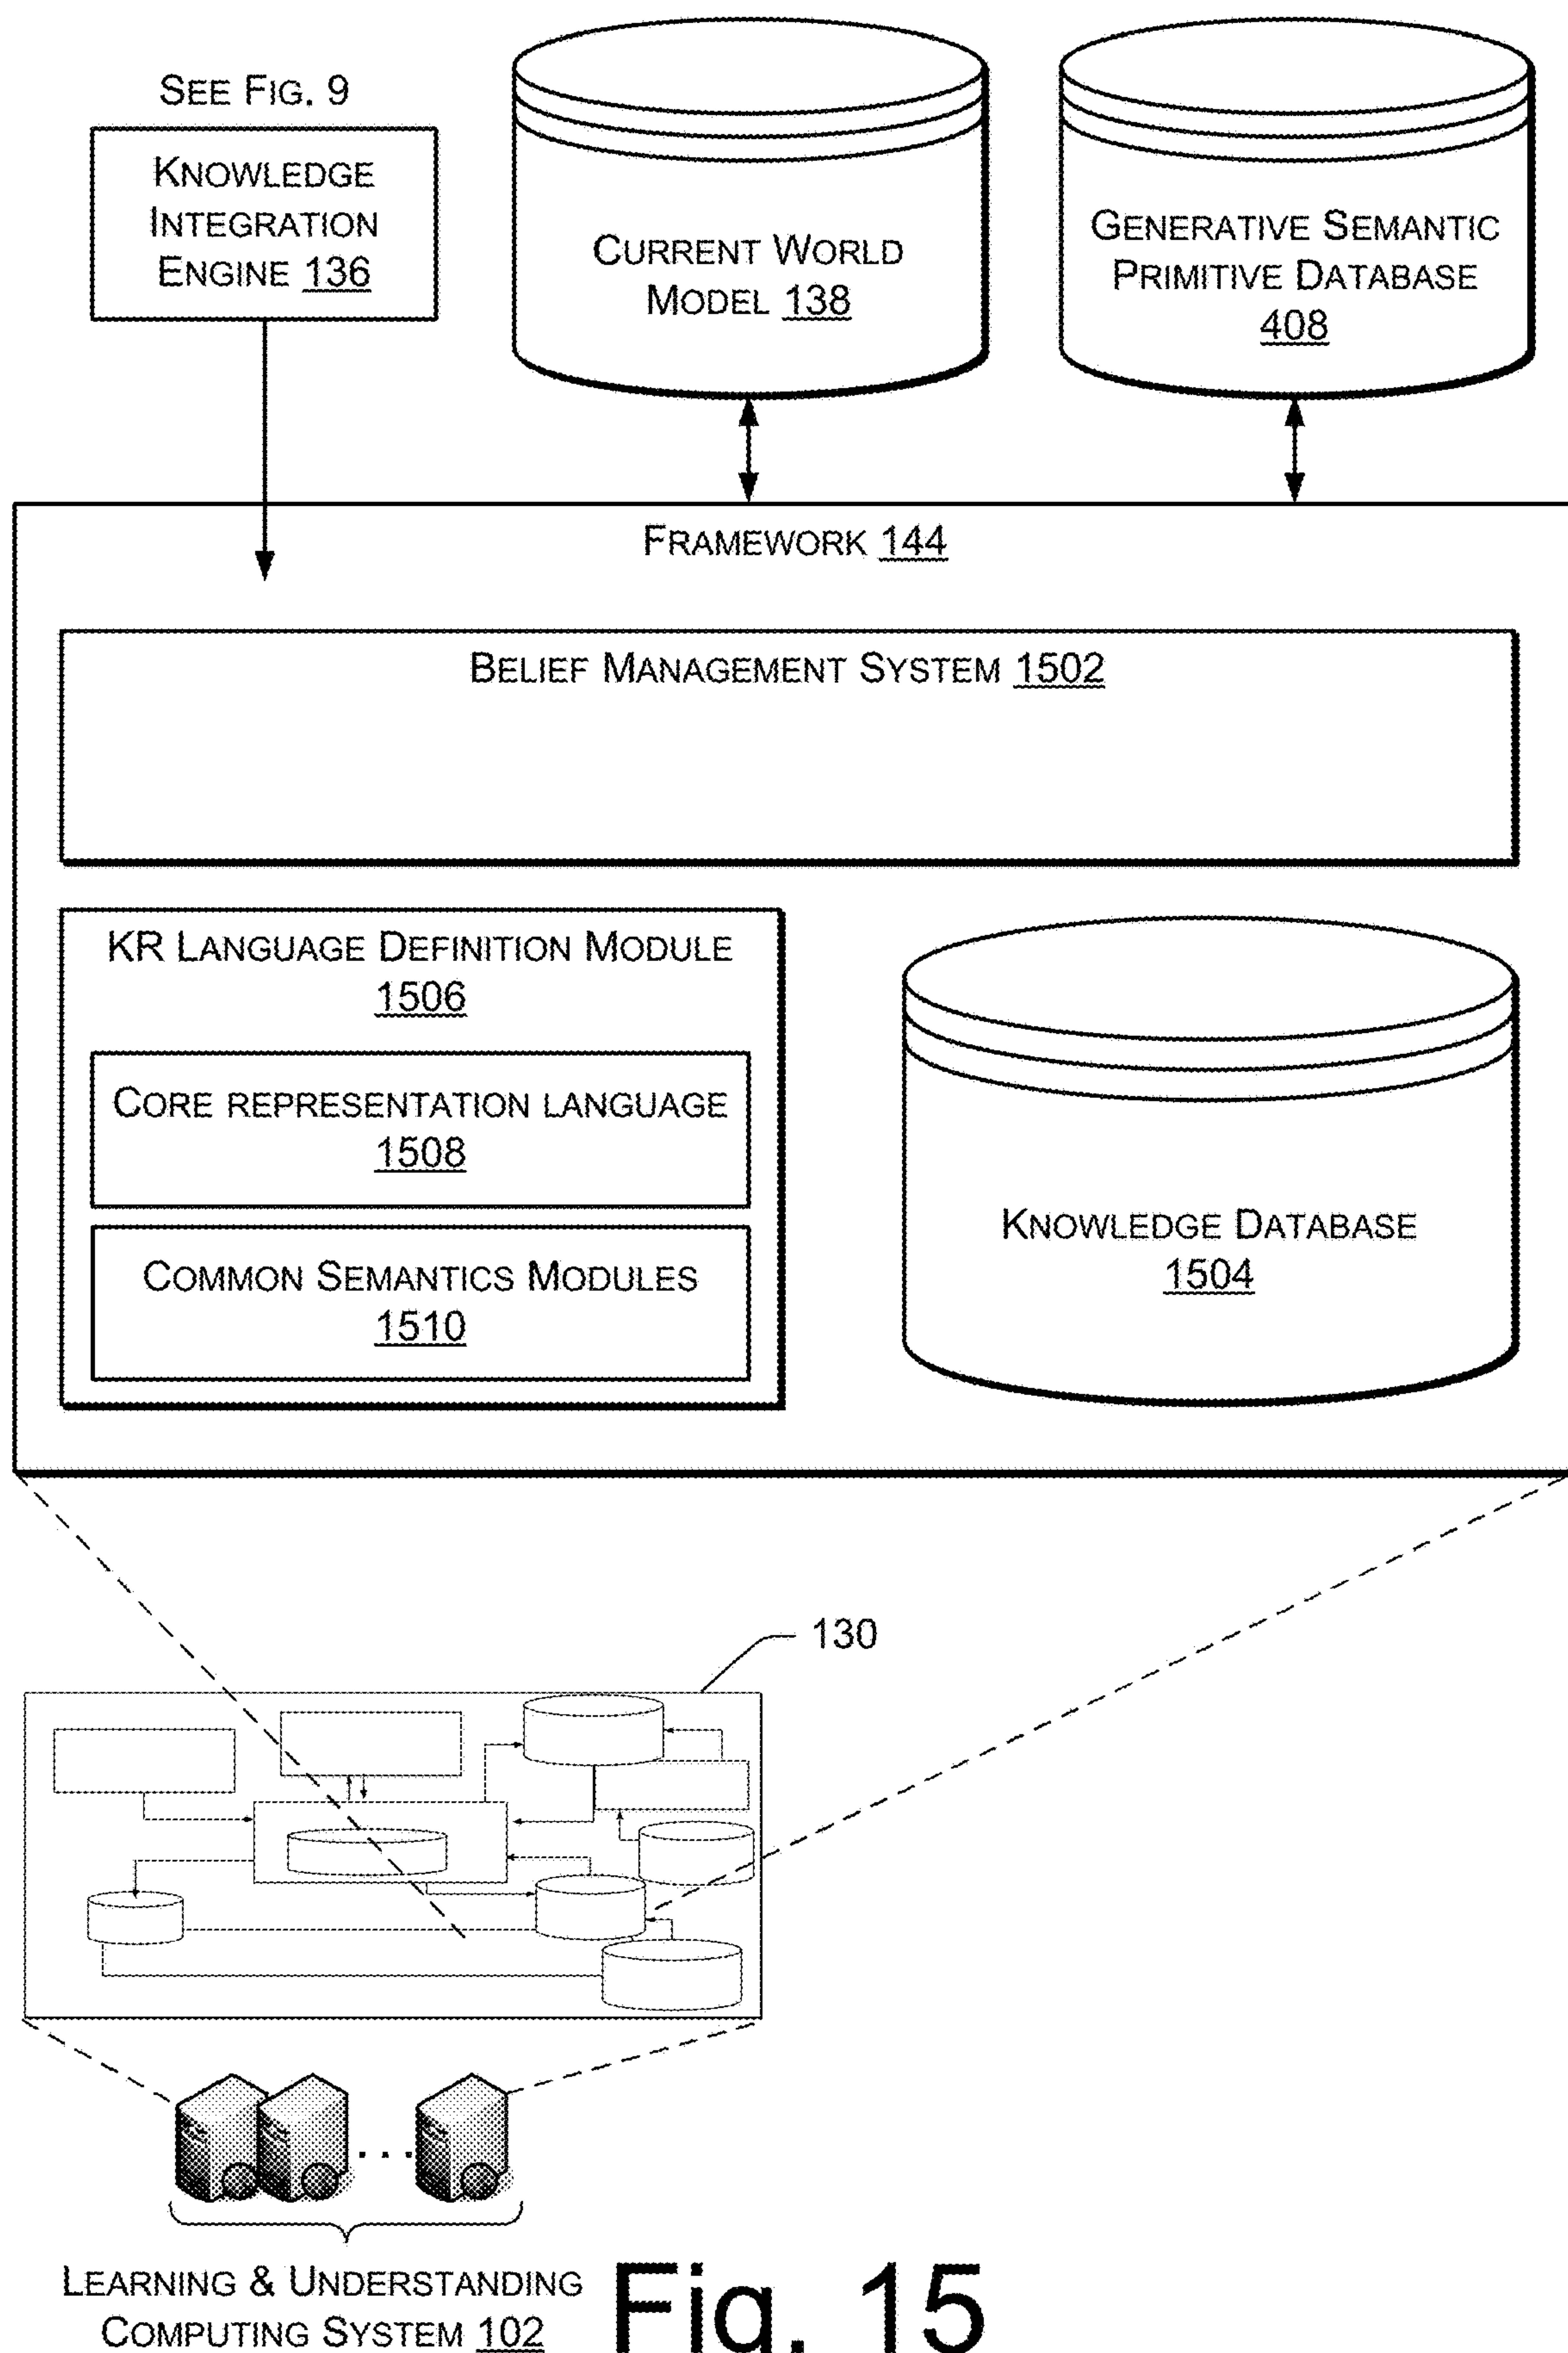 SEE FIG. 9
KNOWLEDGE
INTEGRATION
ENGINE 136
CURRENT WORLD
MODEL 138
GENERATIVE SEMANTIC
PRIMITIVE DATABASE
408
FRAMEWORK 144
BELIEF MANAGEMENT SYSTEM 1502
KR LANGUAGE DEFINITION MODULE
1506
CORE REPRESENTATION LANGUAGE
1508
COMMON SEMANTICS MODULES
1510
KNOWLEDGE DATABASE
1504
130
...
LEARNING & UNDERSTANDING
COMPUTING SYSTEM 102
Fig. 15